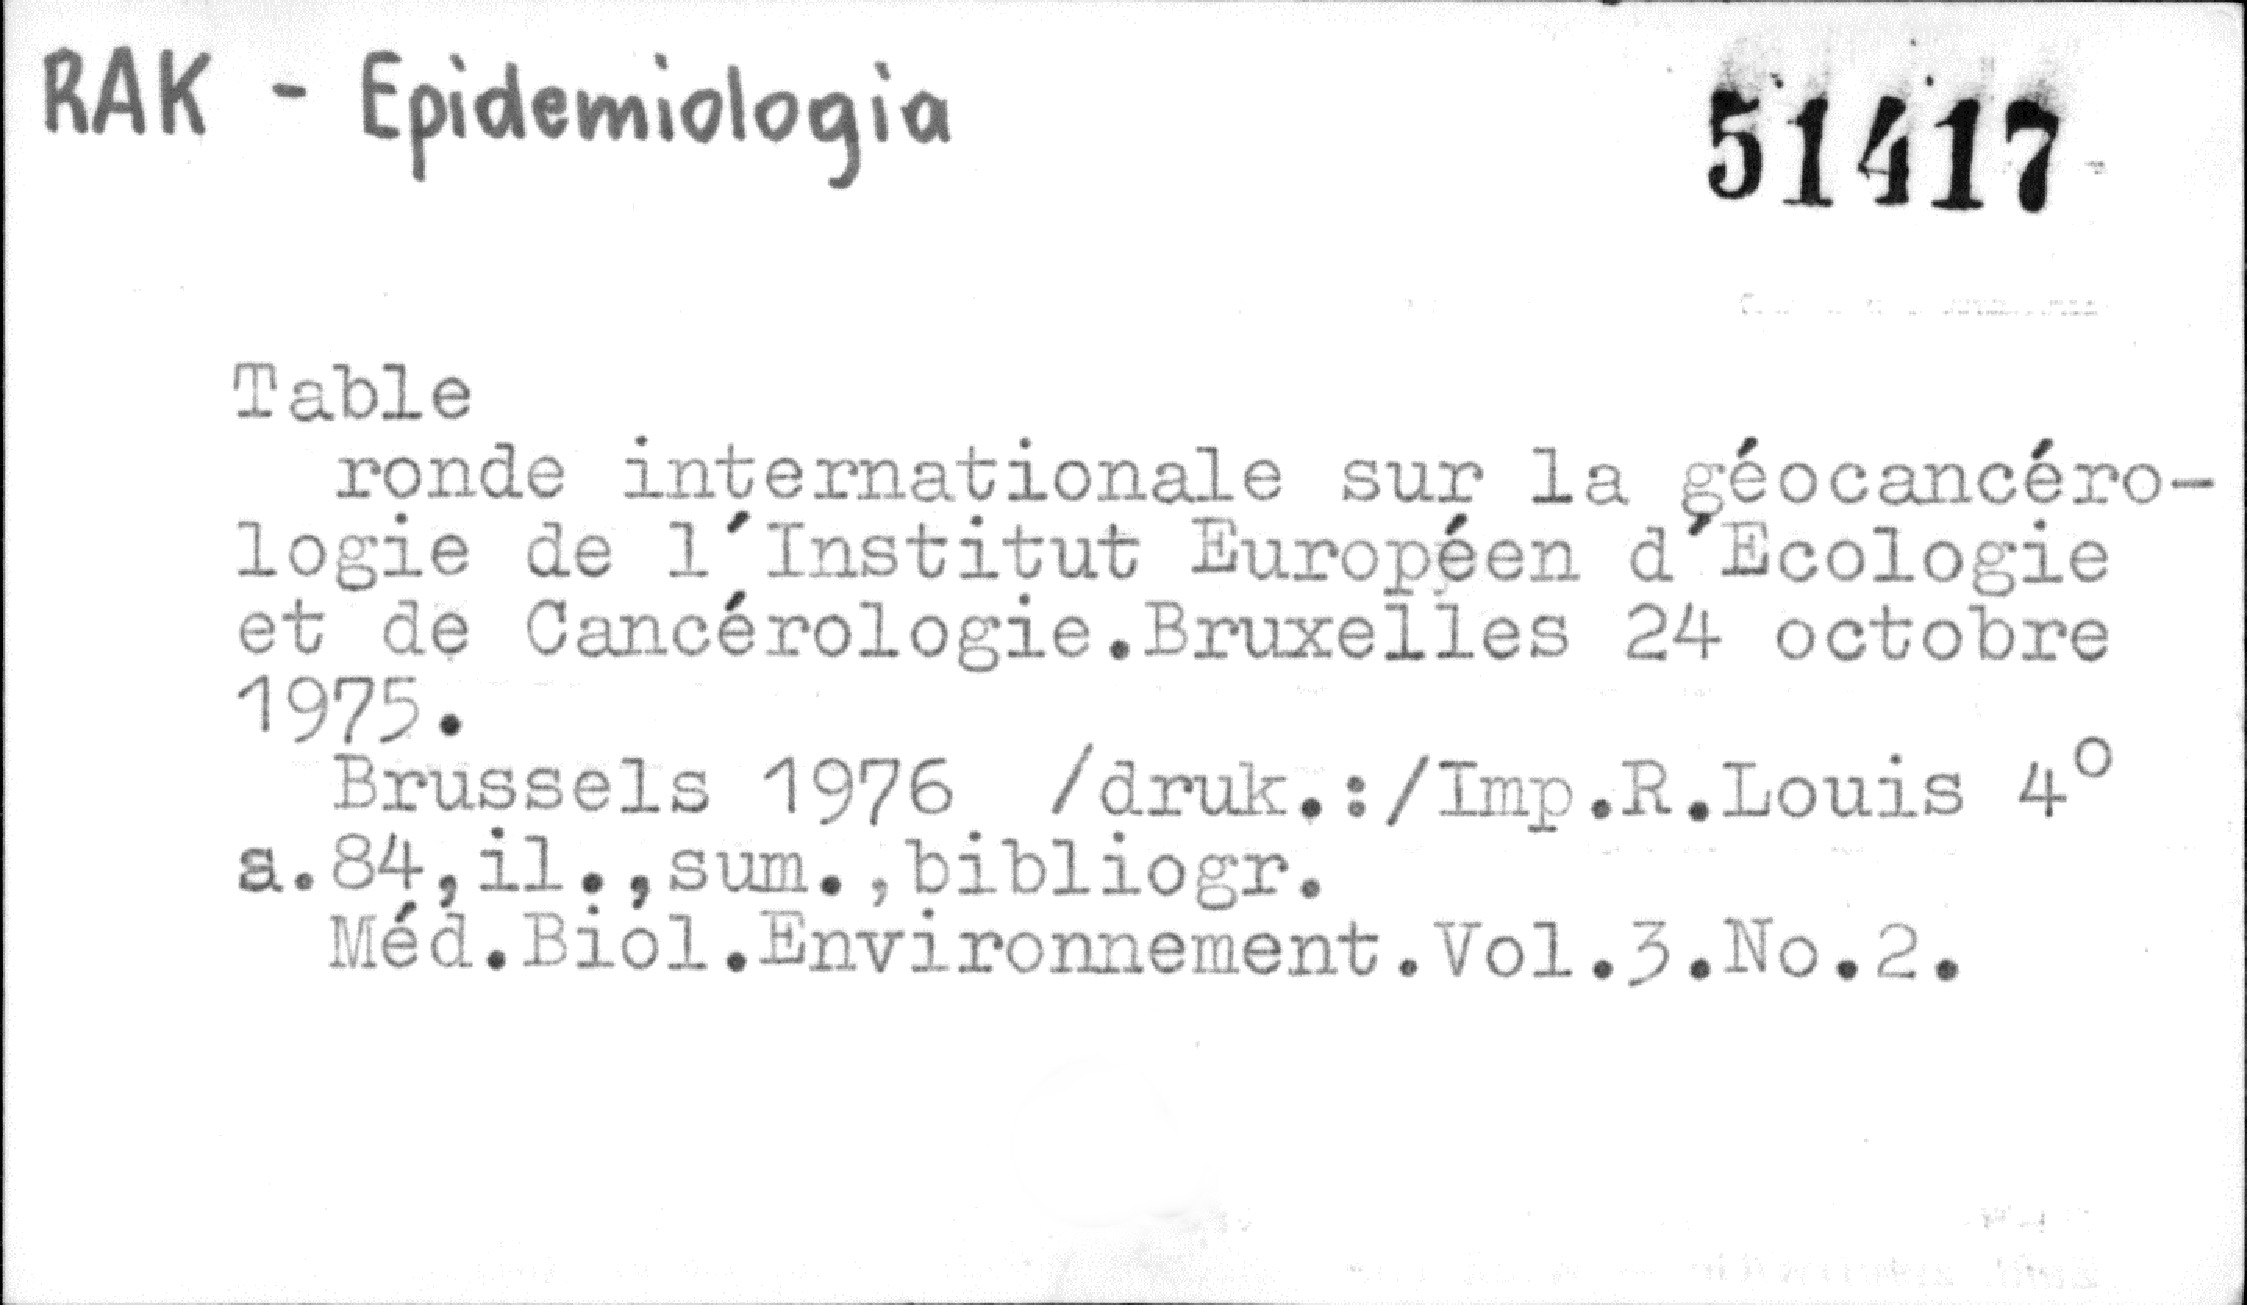 RAK - Epidemiologia
51417
Table
ronde internationale sur la géocancéro-
logie de l'Institut Européen d'Ecologie
et de Cancérologie.Bruxelles 24 octobre
1975.
Brussels 1976 /druk.:/Imp.R.Louis 4°
s.84,il.,sum.,bibliogr.
Méd.Biol.Environnement.Vol.3.No.2.